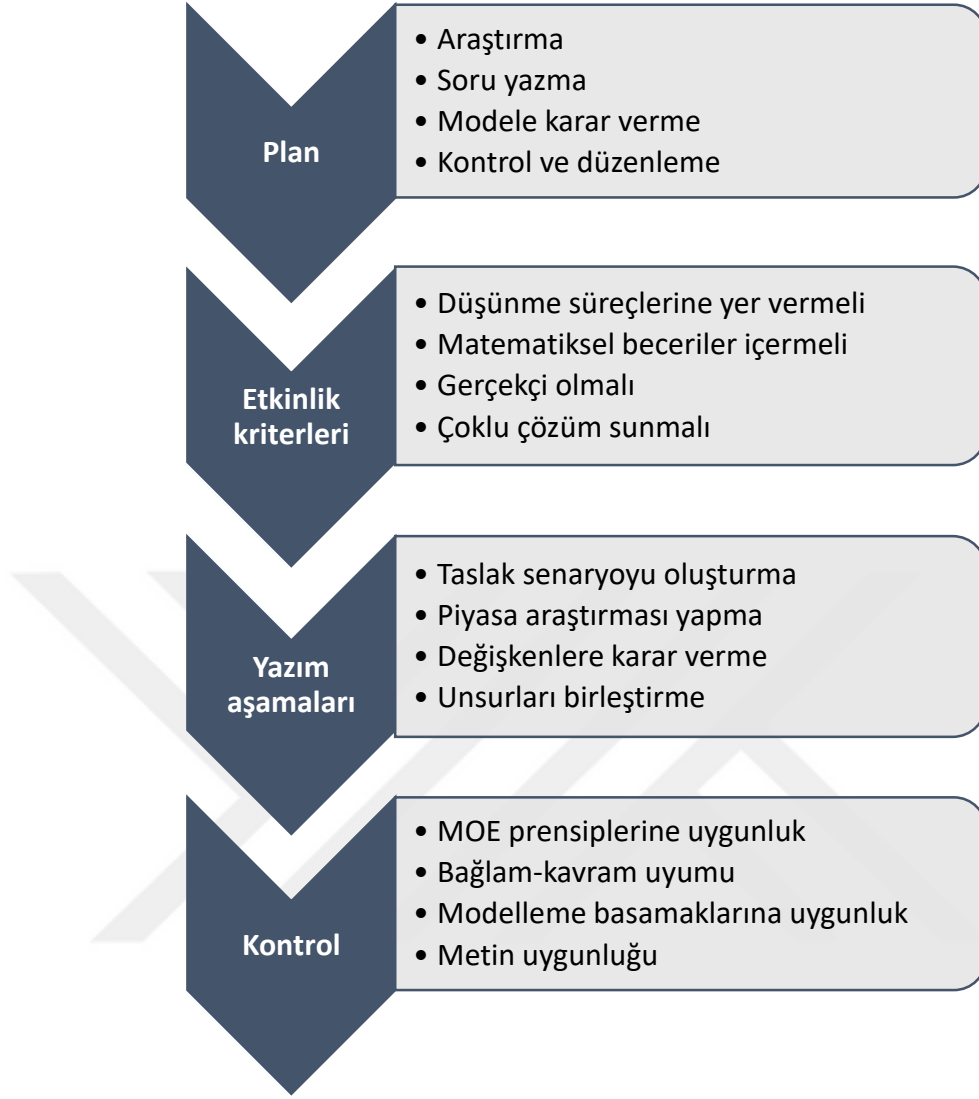 Plan
• Araştırma
• Soru yazma
• Modele karar verme
• Kontrol ve düzenleme
Etkinlik
kriterleri
• Düşünme süreçlerine yer vermeli
• Matematiksel beceriler içermeli
• Gerçekçi olmalı
• Çoklu çözüm sunmalı
Yazım
aşamaları
• Taslak senaryoyu oluşturma
• Piyasa araştırması yapma
• Değişkenlere karar verme
• Unsurları birleştirme
Kontrol
• MOE prensiplerine uygunluk
• Bağlam-kavram uyumu
• Modelleme basamaklarına uygunluk
• Metin uygunluğu